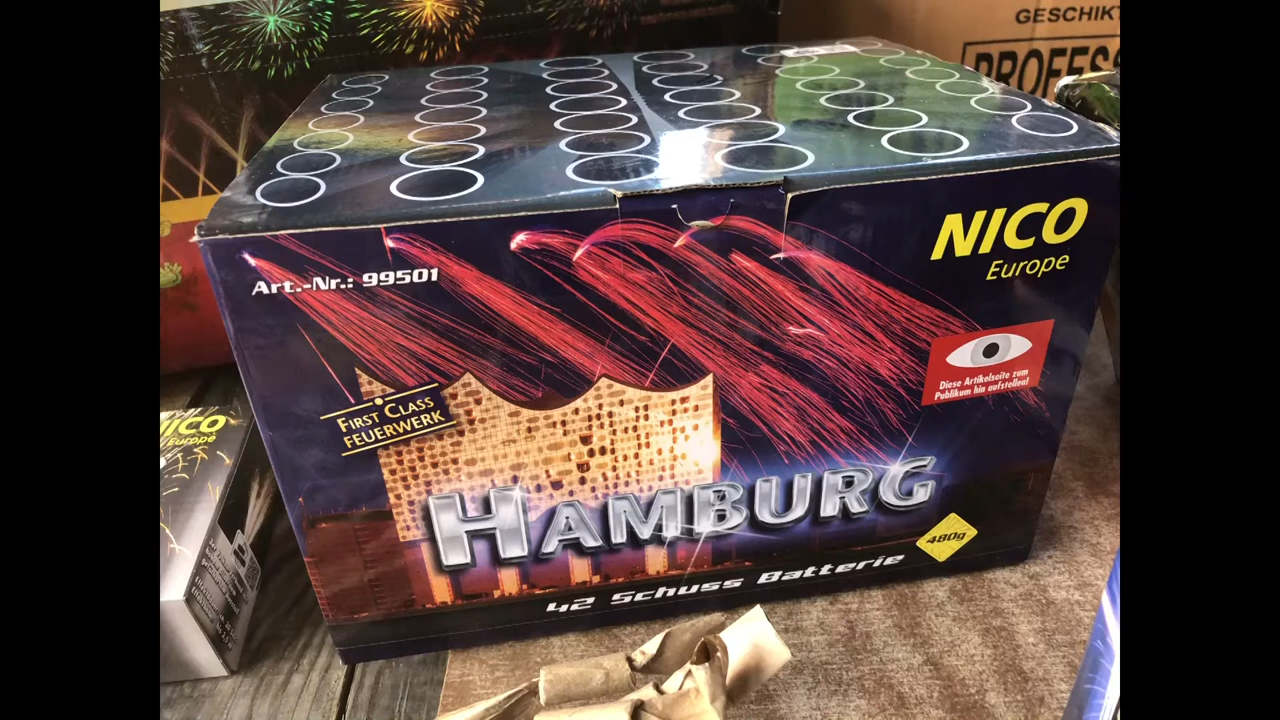 GESCHIKT
PROFESS
Art.-Nr.: 99501
NICO
Europe
Diese Artikelseite zum
Publikum hin aufstellen!
FIRST CLASS
FEUERWERK
HAMBURG
480g
42 Schuss Batterie
NICO
Europe